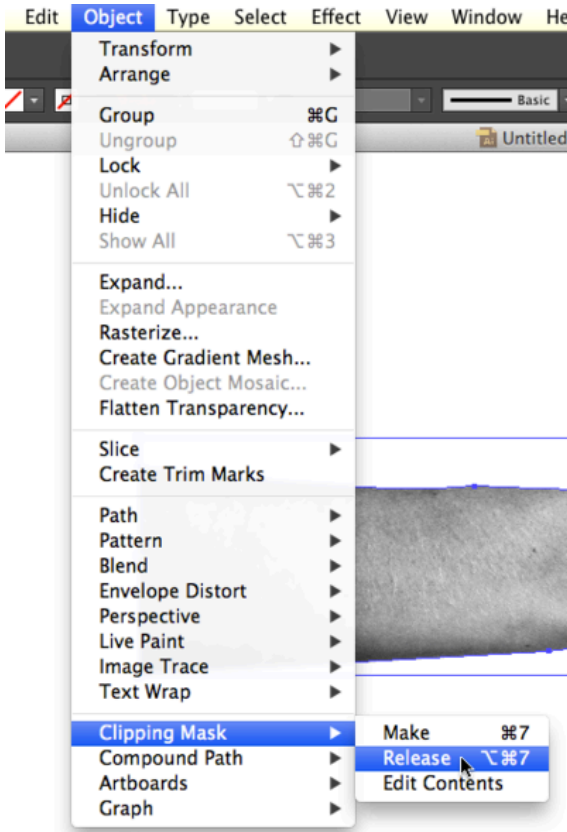 Edit Object Type Select Effect View Window He
Basic
Untitled
Transform
Arrange
Group ⌘G
Ungroup ⇧⌘G
Lock
Unlock All ⌥⌘2
Hide
Show All ⌥⌘3
Expand...
Expand Appearance
Rasterize...
Create Gradient Mesh...
Create Object Mosaic...
Flatten Transparency...
Slice
Create Trim Marks
Path
Pattern
Blend
Envelope Distort
Perspective
Live Paint
Image Trace
Text Wrap
Clipping Mask
Compound Path
Artboards
Graph
Make ⌘7
Release ⌥⌘7
Edit Contents